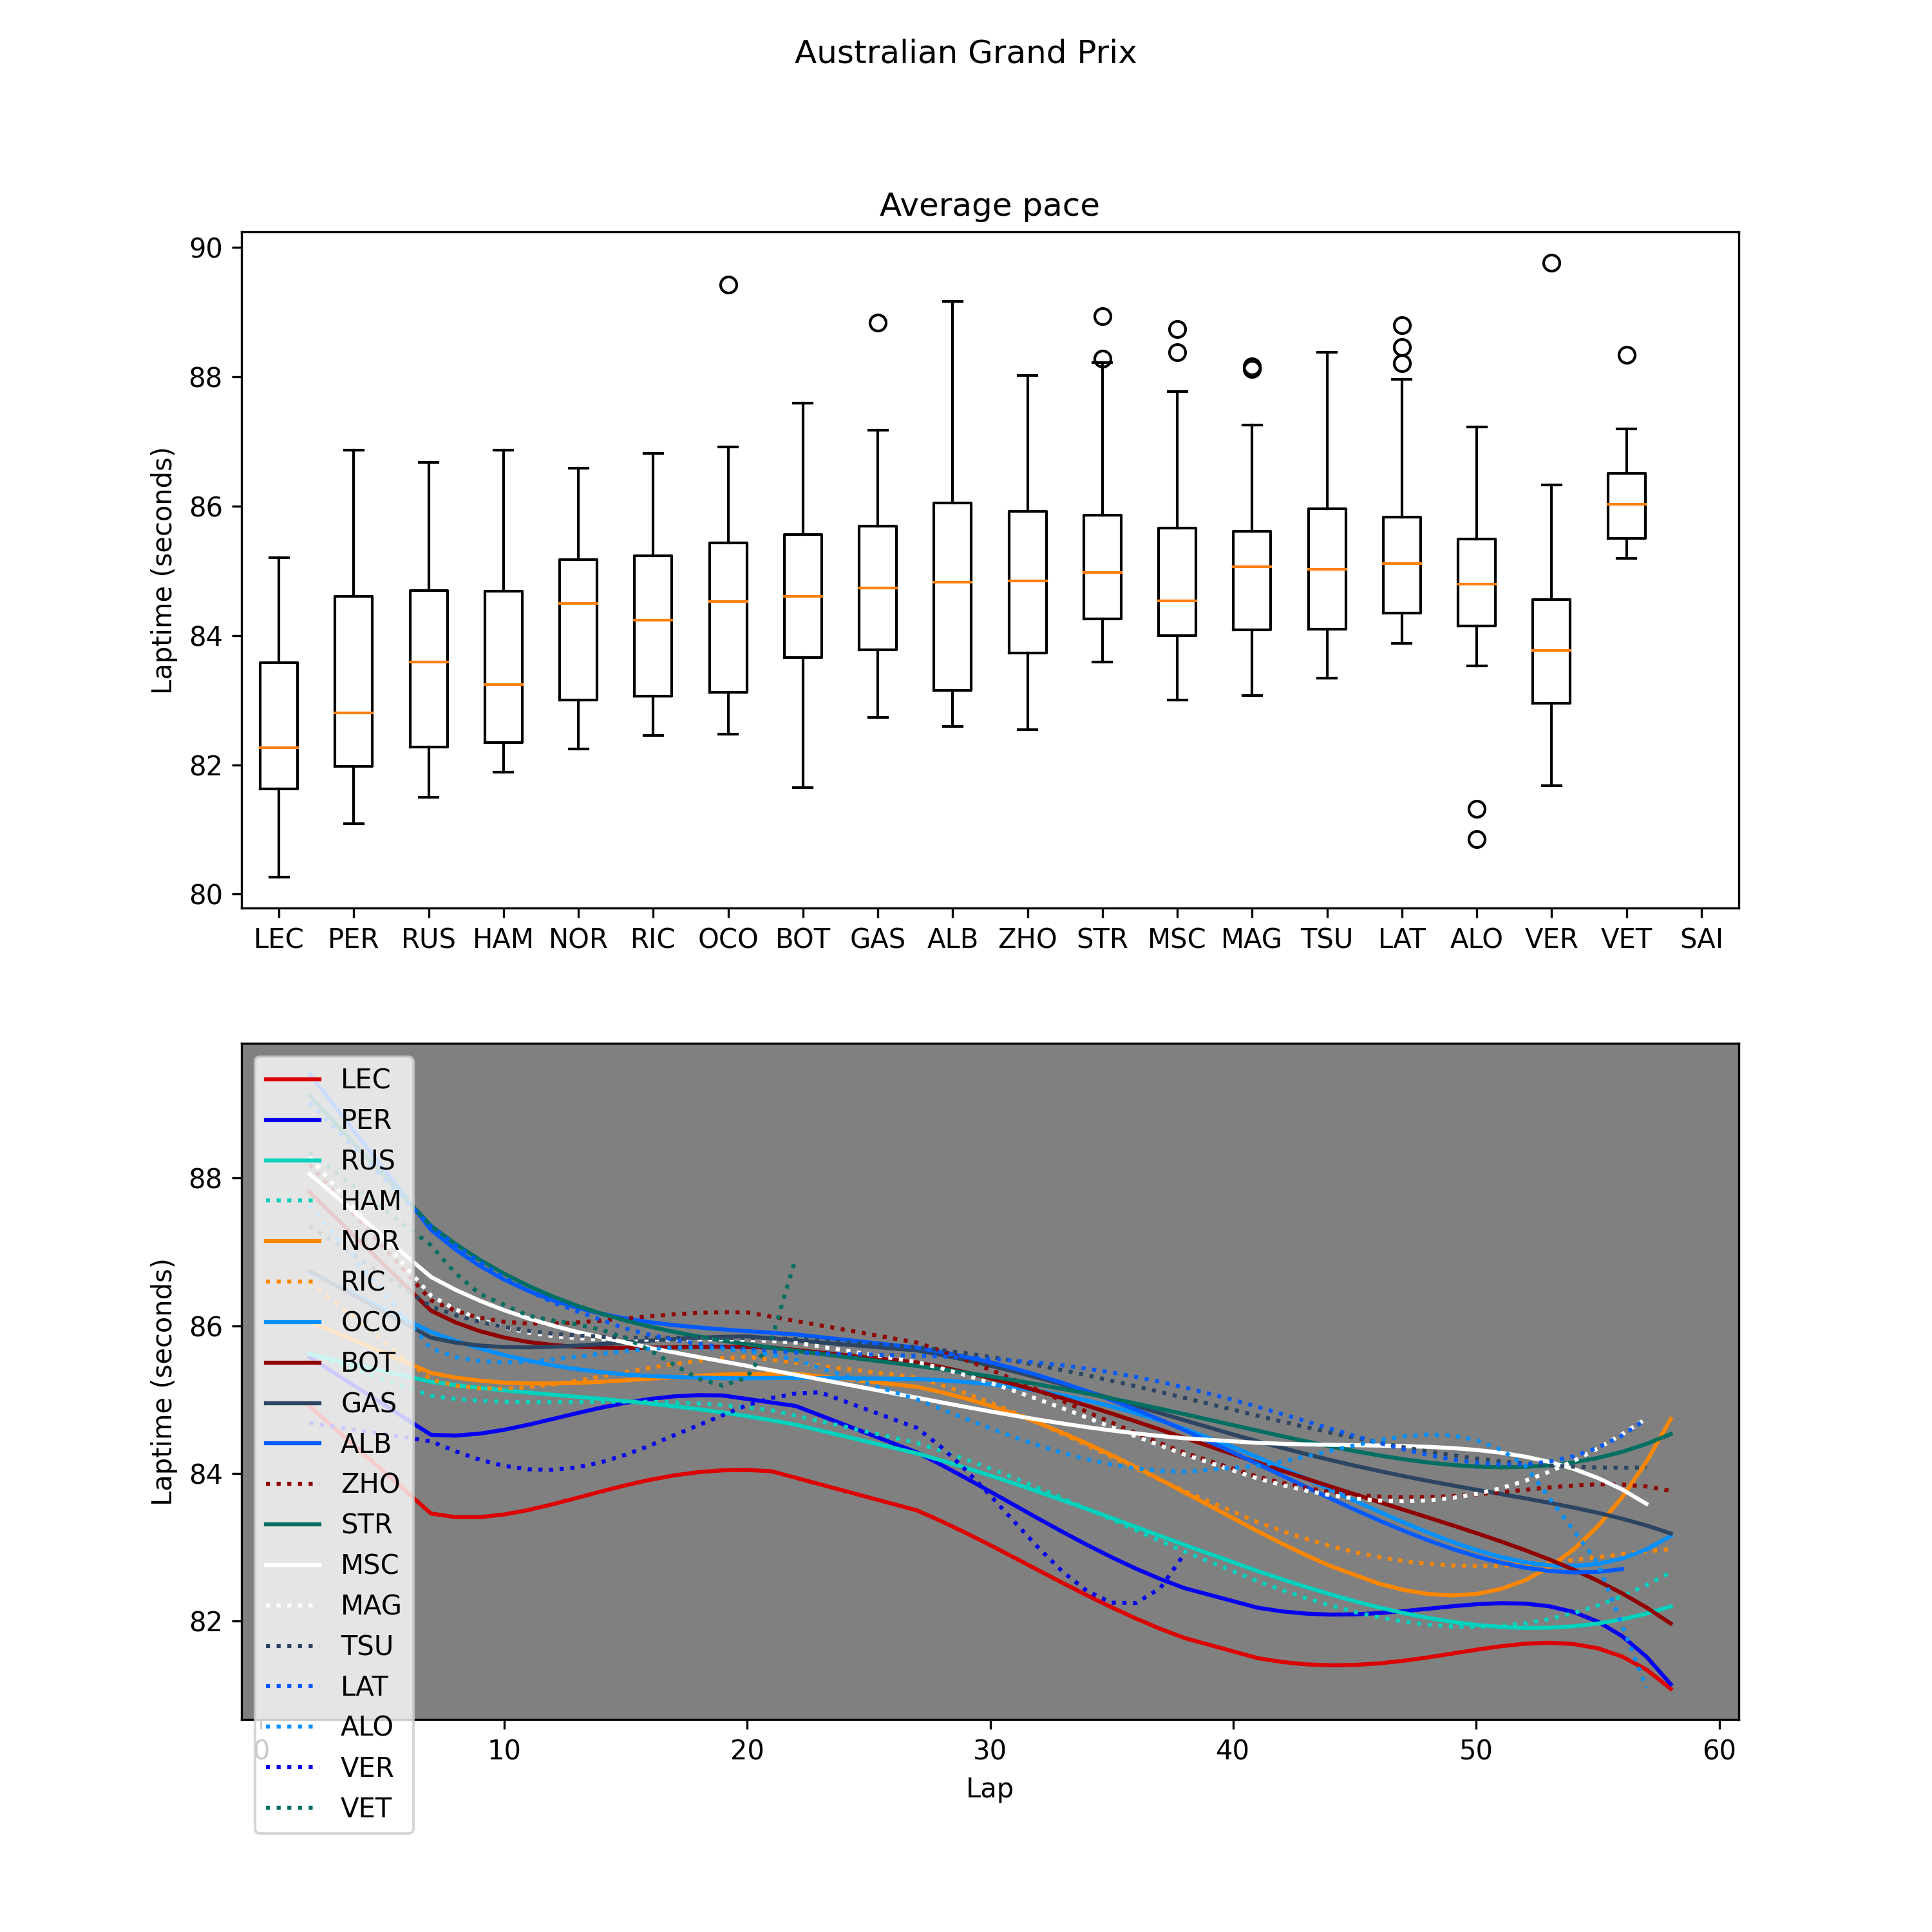 Australian Grand Prix
Average pace
Laptime (seconds)
90
88
86
84
82
80
LEC PER RUS HAM NOR RIC OCO BOT GAS ALB ZHO STR MSC MAG TSU LAT ALO VER VET SAI
Laptime (seconds)
88
86
84
82
LEC
PER
RUS
HAM
NOR
RIC
OCO
BOT
GAS
ALB
ZHO
STR
MSC
MAG
TSU
LAT
ALO
VER
VET
0 10 20 30 40 50 60
Lap